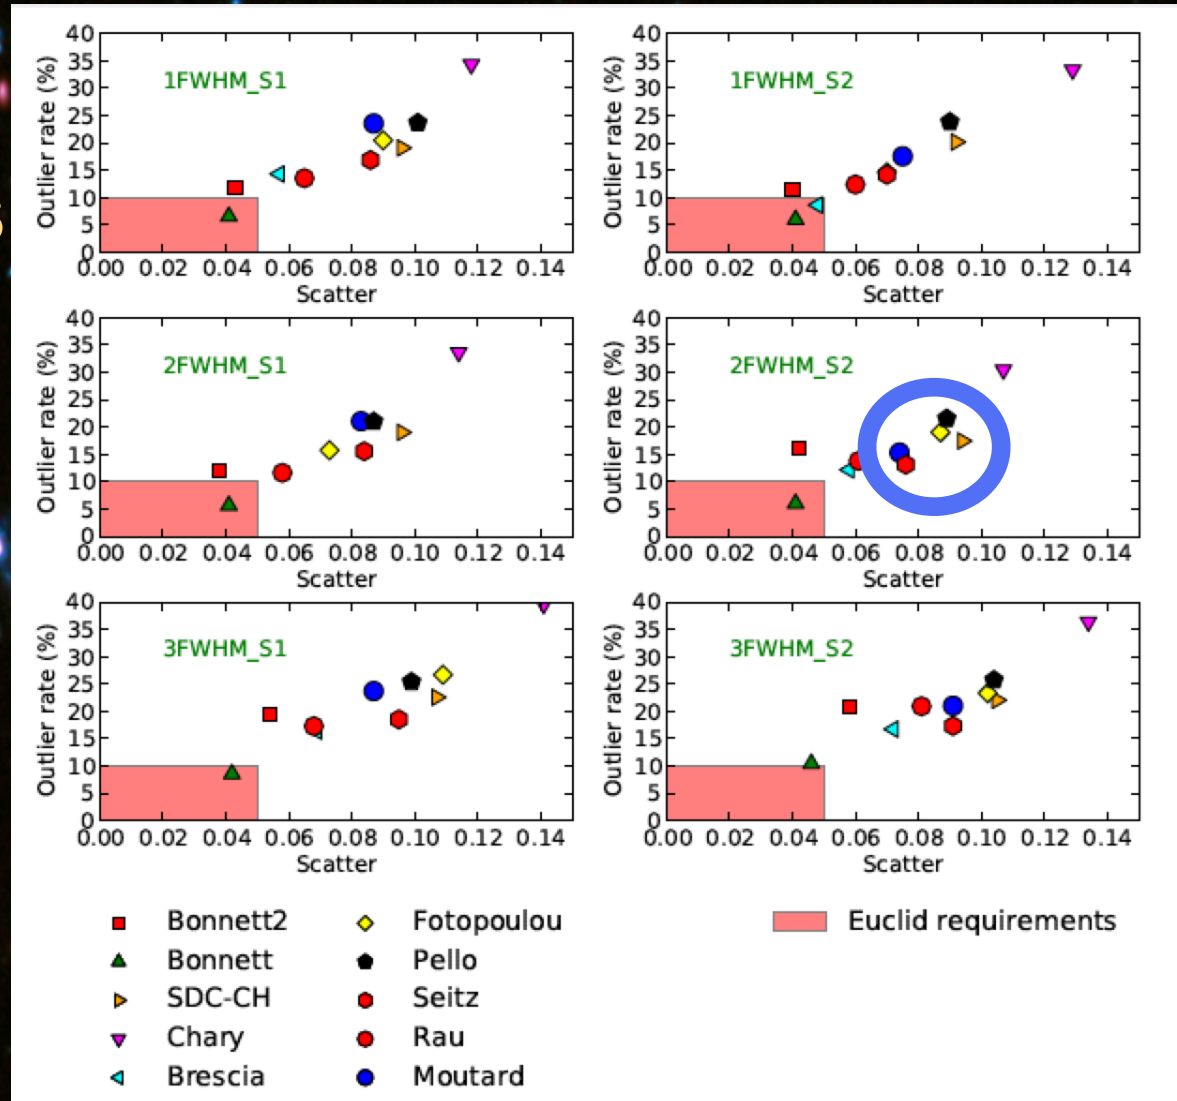 40 40
35 35
Outlier rate (%) 30 1FWHM_S1 Outlier rate (%) 30 1FWHM_S2
25 25
20 20
15 15
10 10
5 5
0 0
0.00 0.02 0.04 0.06 0.08 0.10 0.12 0.14 0.00 0.02 0.04 0.06 0.08 0.10 0.12 0.14
Scatter Scatter
40 40
35 35
Outlier rate (%) 30 2FWHM_S1 Outlier rate (%) 30 2FWHM_S2
25 25
20 20
15 15
10 10
5 5
0 0
0.00 0.02 0.04 0.06 0.08 0.10 0.12 0.14 0.00 0.02 0.04 0.06 0.08 0.10 0.12 0.14
Scatter Scatter
40 40
35 35
Outlier rate (%) 30 3FWHM_S1 Outlier rate (%) 30 3FWHM_S2
25 25
20 20
15 15
10 10
5 5
0 0
0.00 0.02 0.04 0.06 0.08 0.10 0.12 0.14 0.00 0.02 0.04 0.06 0.08 0.10 0.12 0.14
Scatter Scatter
Bonnett2 Fotopoulou Euclid requirements
Bonnett Pello
SDC-CH Seitz
Chary Rau
Brescia Moutard